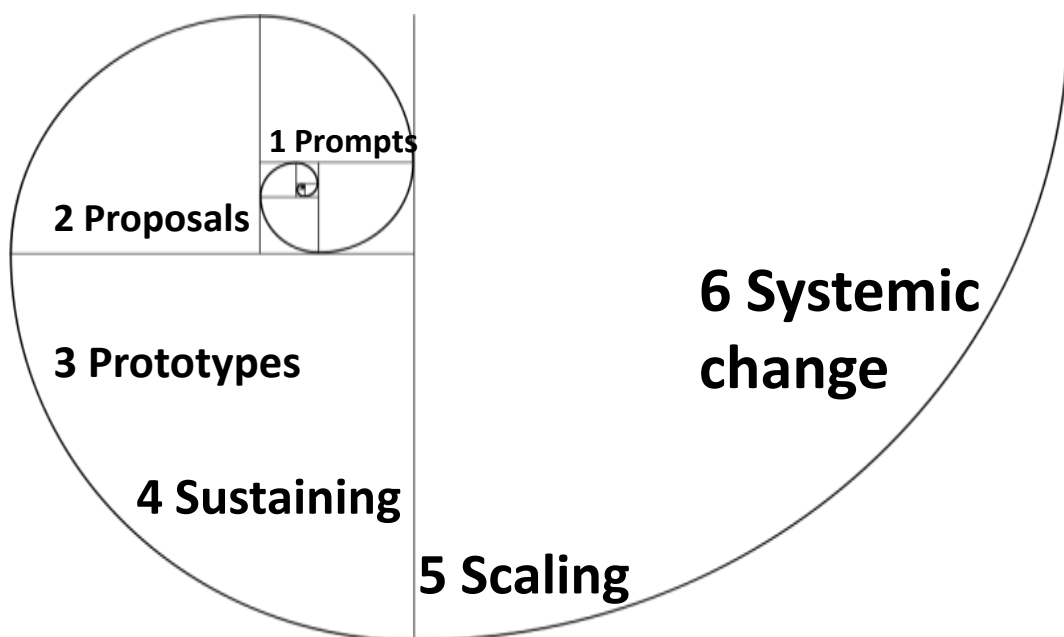 1 Prompts
2 Proposals
3 Prototypes
4 Sustaining
5 Scaling
6 Systemic
change